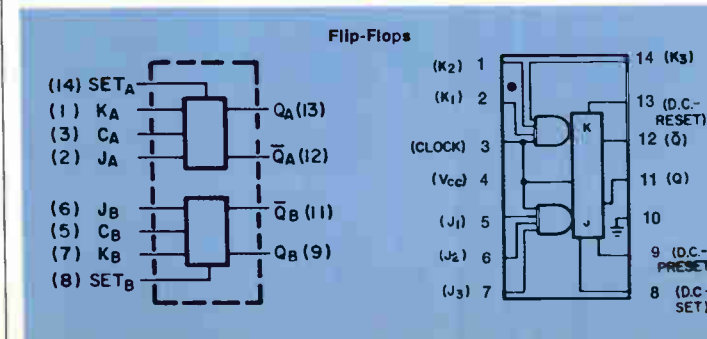 Flip-Flops
(14) SETA
(1) KA
(3) CA
(2) JA
QA (13)
Q̄A (12)
(6) JB
(5) CB
(7) KB
(8) SETB
Q̄B (11)
QB (9)
(K2) 1
(K1) 2
(CLOCK) 3
(Vcc) 4
(J1) 5
(J2) 6
(J3) 7
K
J
14 (K3)
13 (D.C.-
RESET)
12 (Q̄)
11 (Q)
10
9 (D.C.-
PRESET
8 (D.C-
SET)